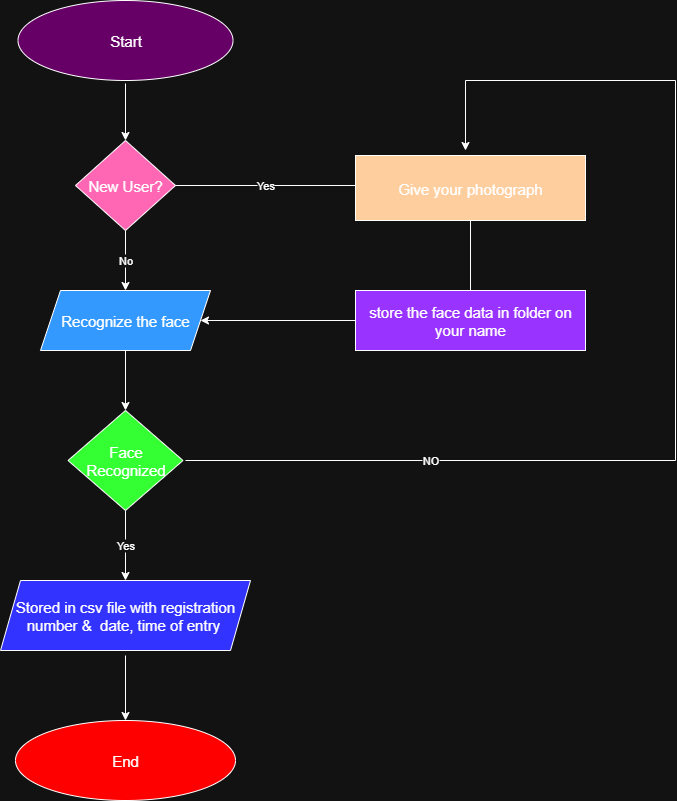 Start
New User?
Yes
Give your photograph
No
Recognize the face
store the face data in folder on
your name
Face
Recognized
NO
Yes
Stored in csv file with registration
number &  date, time of entry
End